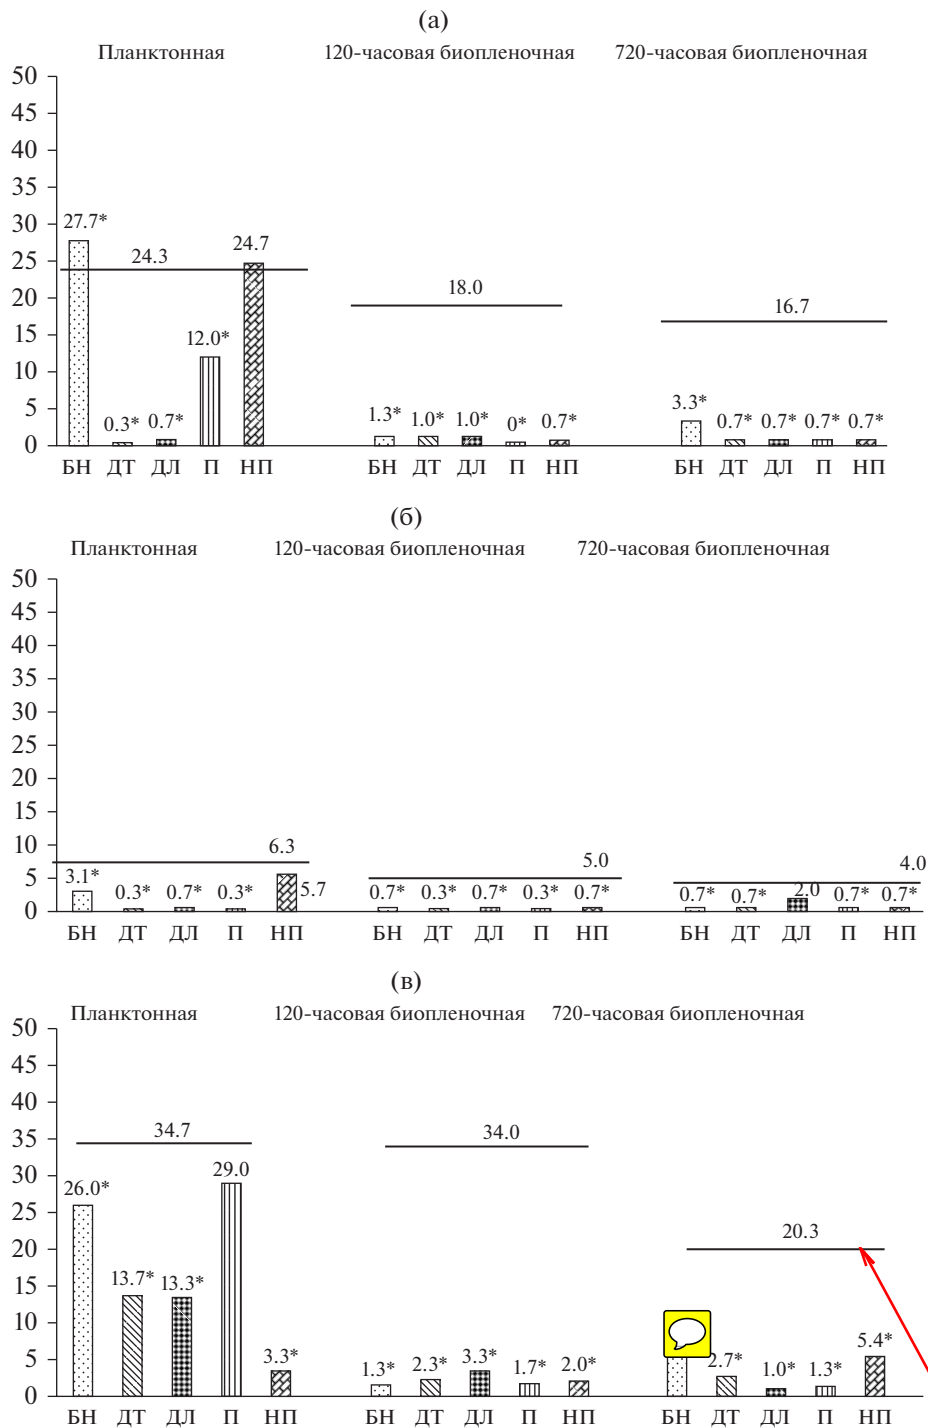 (а)
Планктонная 120-часовая биопленочная 720-часовая биопленочная
50
45
40
35
30
25
20
15
10
5
0
27.7* 24.3 24.7
0.3* 0.7* 12.0*
18.0
1.3* 1.0* 1.0* 0* 0.7*
16.7
3.3* 0.7* 0.7* 0.7* 0.7*
БН ДТ ДЛ П НП БН ДТ ДЛ П НП БН ДТ ДЛ П НП
(б)
Планктонная 120-часовая биопленочная 720-часовая биопленочная
50
45
40
35
30
25
20
15
10
5
0
6.3
3.1* 0.3* 0.7* 0.3* 5.7
5.0
0.7* 0.3* 0.7* 0.3* 0.7*
4.0
0.7* 0.7* 2.0 0.7* 0.7*
БН ДТ ДЛ П НП БН ДТ ДЛ П НП БН ДТ ДЛ П НП
(в)
Планктонная 120-часовая биопленочная 720-часовая биопленочная
50
45
40
35
30
25
20
15
10
5
0
34.7
26.0* 13.7* 13.3* 29.0 3.3*
34.0
1.3* 2.3* 3.3* 1.7* 2.0*
20.3
2.7* 1.0* 1.3* 5.4*
БН ДТ ДЛ П НП БН ДТ ДЛ П НП БН ДТ ДЛ П НП